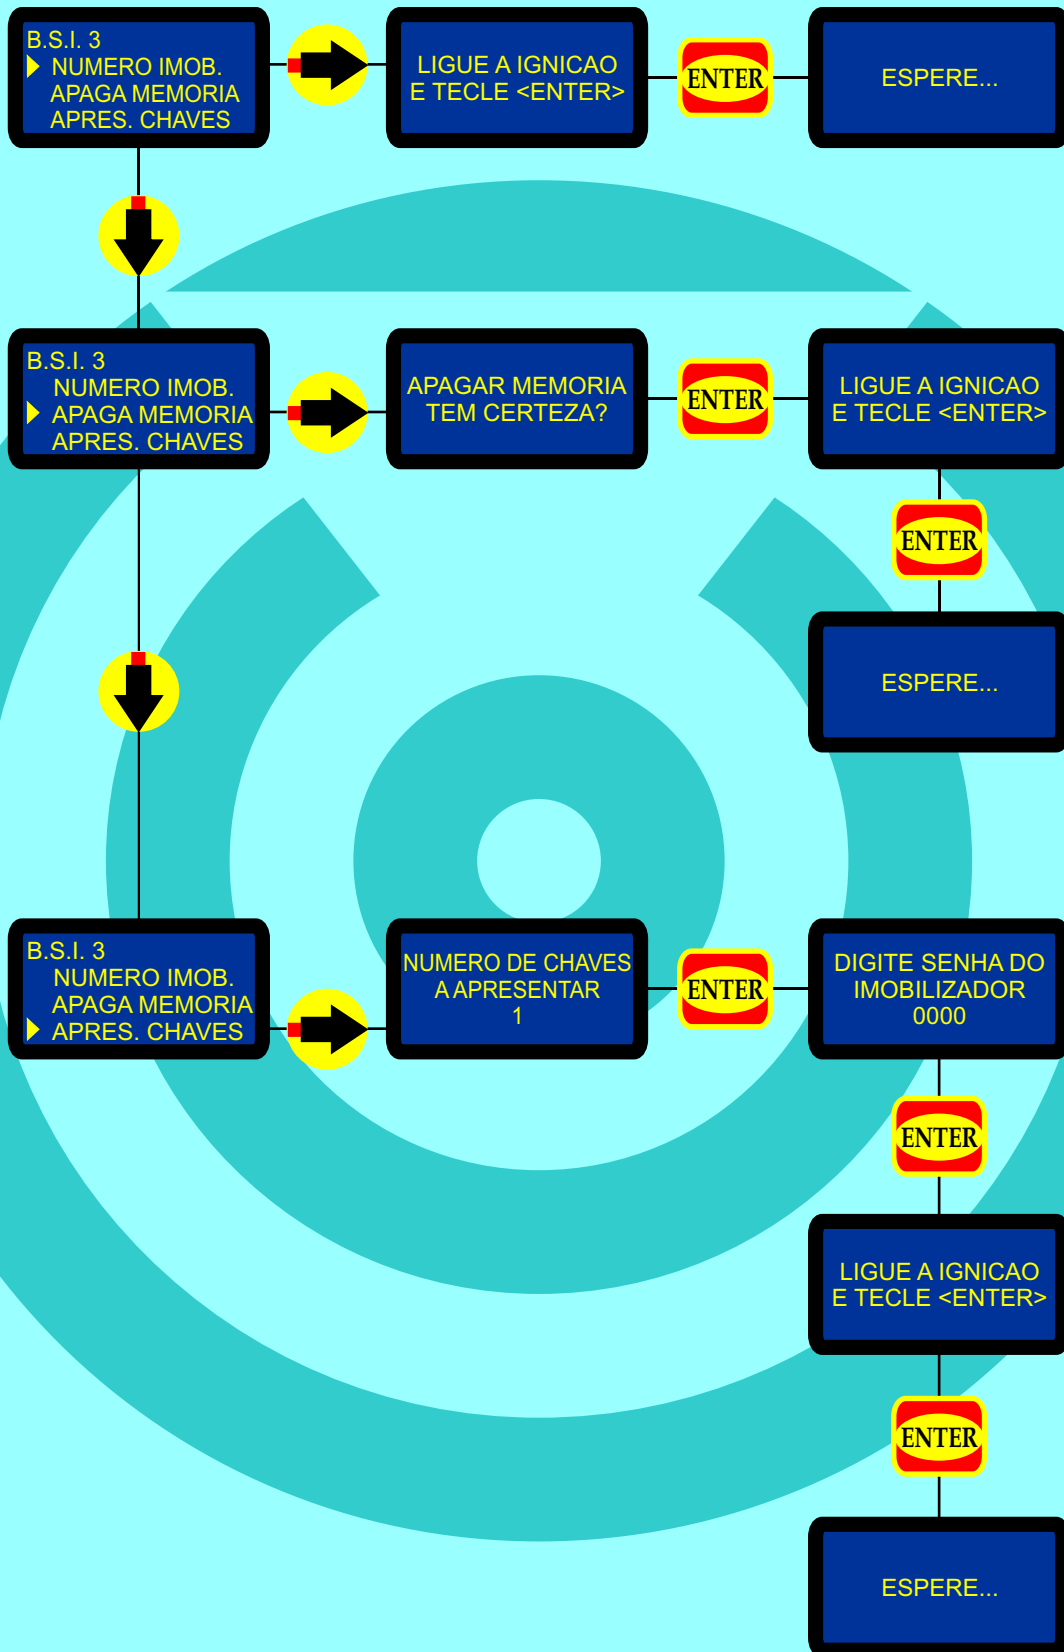 B.S.I. 3
NUMERO IMOB.
APAGA MEMORIA
APRES. CHAVES
LIGUE A IGNICAO
E TECLE <ENTER>
ENTER
ESPERE...
B.S.I. 3
NUMERO IMOB.
APAGA MEMORIA
APRES. CHAVES
APAGAR MEMORIA
TEM CERTEZA?
ENTER
LIGUE A IGNICAO
E TECLE <ENTER>
ENTER
ESPERE...
B.S.I. 3
NUMERO IMOB.
APAGA MEMORIA
APRES. CHAVES
NUMERO DE CHAVES
A APRESENTAR
1
ENTER
DIGITE SENHA DO
IMOBILIZADOR
0000
ENTER
LIGUE A IGNICAO
E TECLE <ENTER>
ENTER
ESPERE...